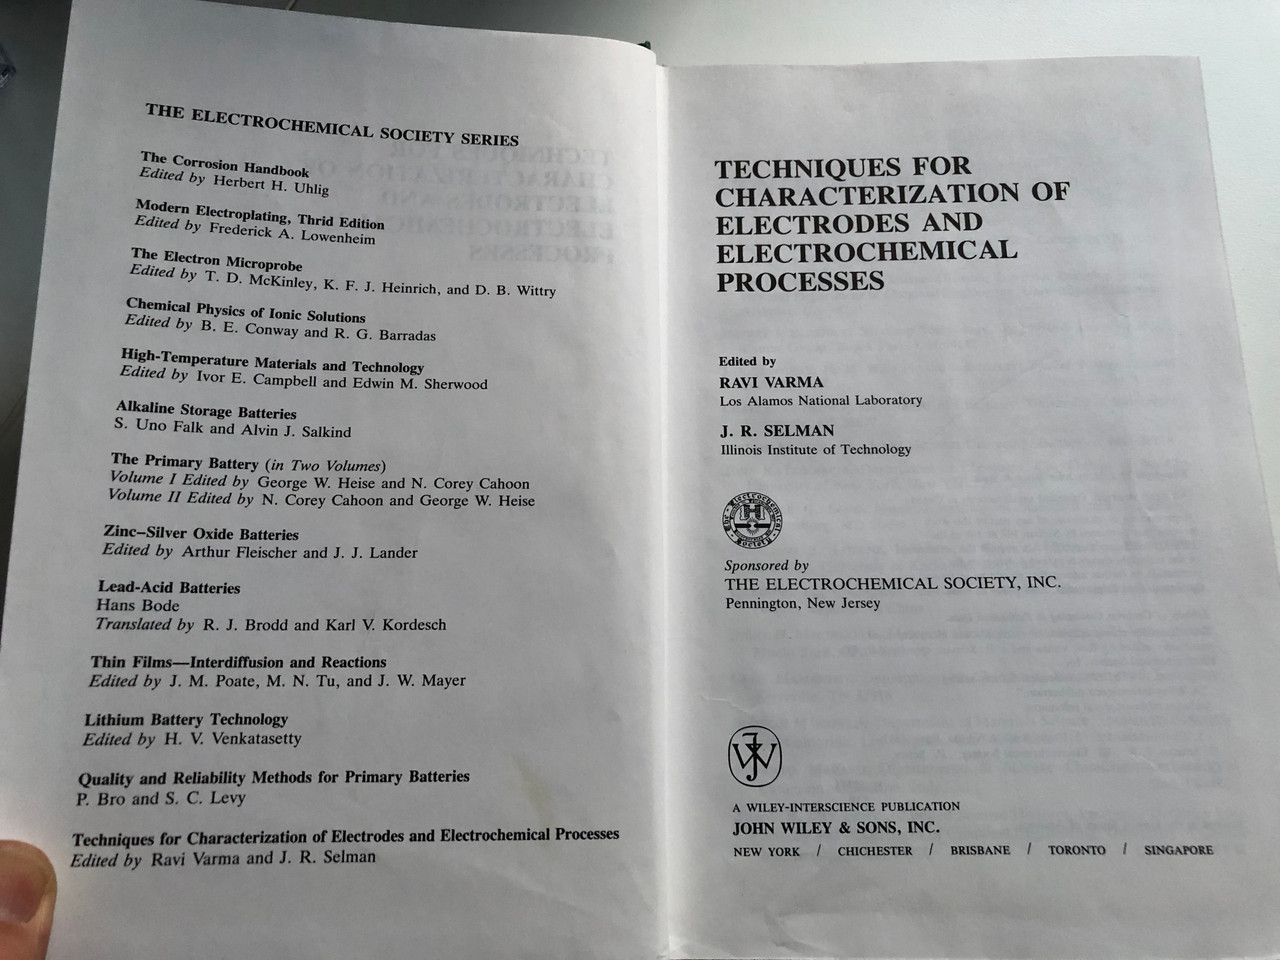 THE ELECTROCHEMICAL SOCIETY SERIES
The Corrosion Handbook
Edited by Herbert H. Uhlig
Modern Electroplating, Thrid Edition
Edited by Frederick A. Lowenheim
The Electron Microprobe
Edited by T. D. McKinley, K. F. J. Heinrich, and D. B. Wittry
Chemical Physics of Ionic Solutions
Edited by B. E. Conway and R. G. Barradas
High-Temperature Materials and Technology
Edited by Ivor E. Campbell and Edwin M. Sherwood
Alkaline Storage Batteries
S. Uno Falk and Alvin J. Salkind
The Primary Battery (in Two Volumes)
Volume I Edited by George W. Heise and N. Corey Cahoon
Volume II Edited by N. Corey Cahoon and George W. Heise
Zinc–Silver Oxide Batteries
Edited by Arthur Fleischer and J. J. Lander
Lead-Acid Batteries
Hans Bode
Translated by R. J. Brodd and Karl V. Kordesch
Thin Films—Interdiffusion and Reactions
Edited by J. M. Poate, M. N. Tu, and J. W. Mayer
Lithium Battery Technology
Edited by H. V. Venkatasetty
Quality and Reliability Methods for Primary Batteries
P. Bro and S. C. Levy
Techniques for Characterization of Electrodes and Electrochemical Processes
Edited by Ravi Varma and J. R. Selman
TECHNIQUES FOR
CHARACTERIZATION OF
ELECTRODES AND
ELECTROCHEMICAL
PROCESSES
Edited by
RAVI VARMA
Los Alamos National Laboratory
J. R. SELMAN
Illinois Institute of Technology
The Electrochemical Society
Sponsored by
THE ELECTROCHEMICAL SOCIETY, INC.
Pennington, New Jersey
JW
A WILEY-INTERSCIENCE PUBLICATION
JOHN WILEY & SONS, INC.
NEW YORK / CHICHESTER / BRISBANE / TORONTO / SINGAPORE